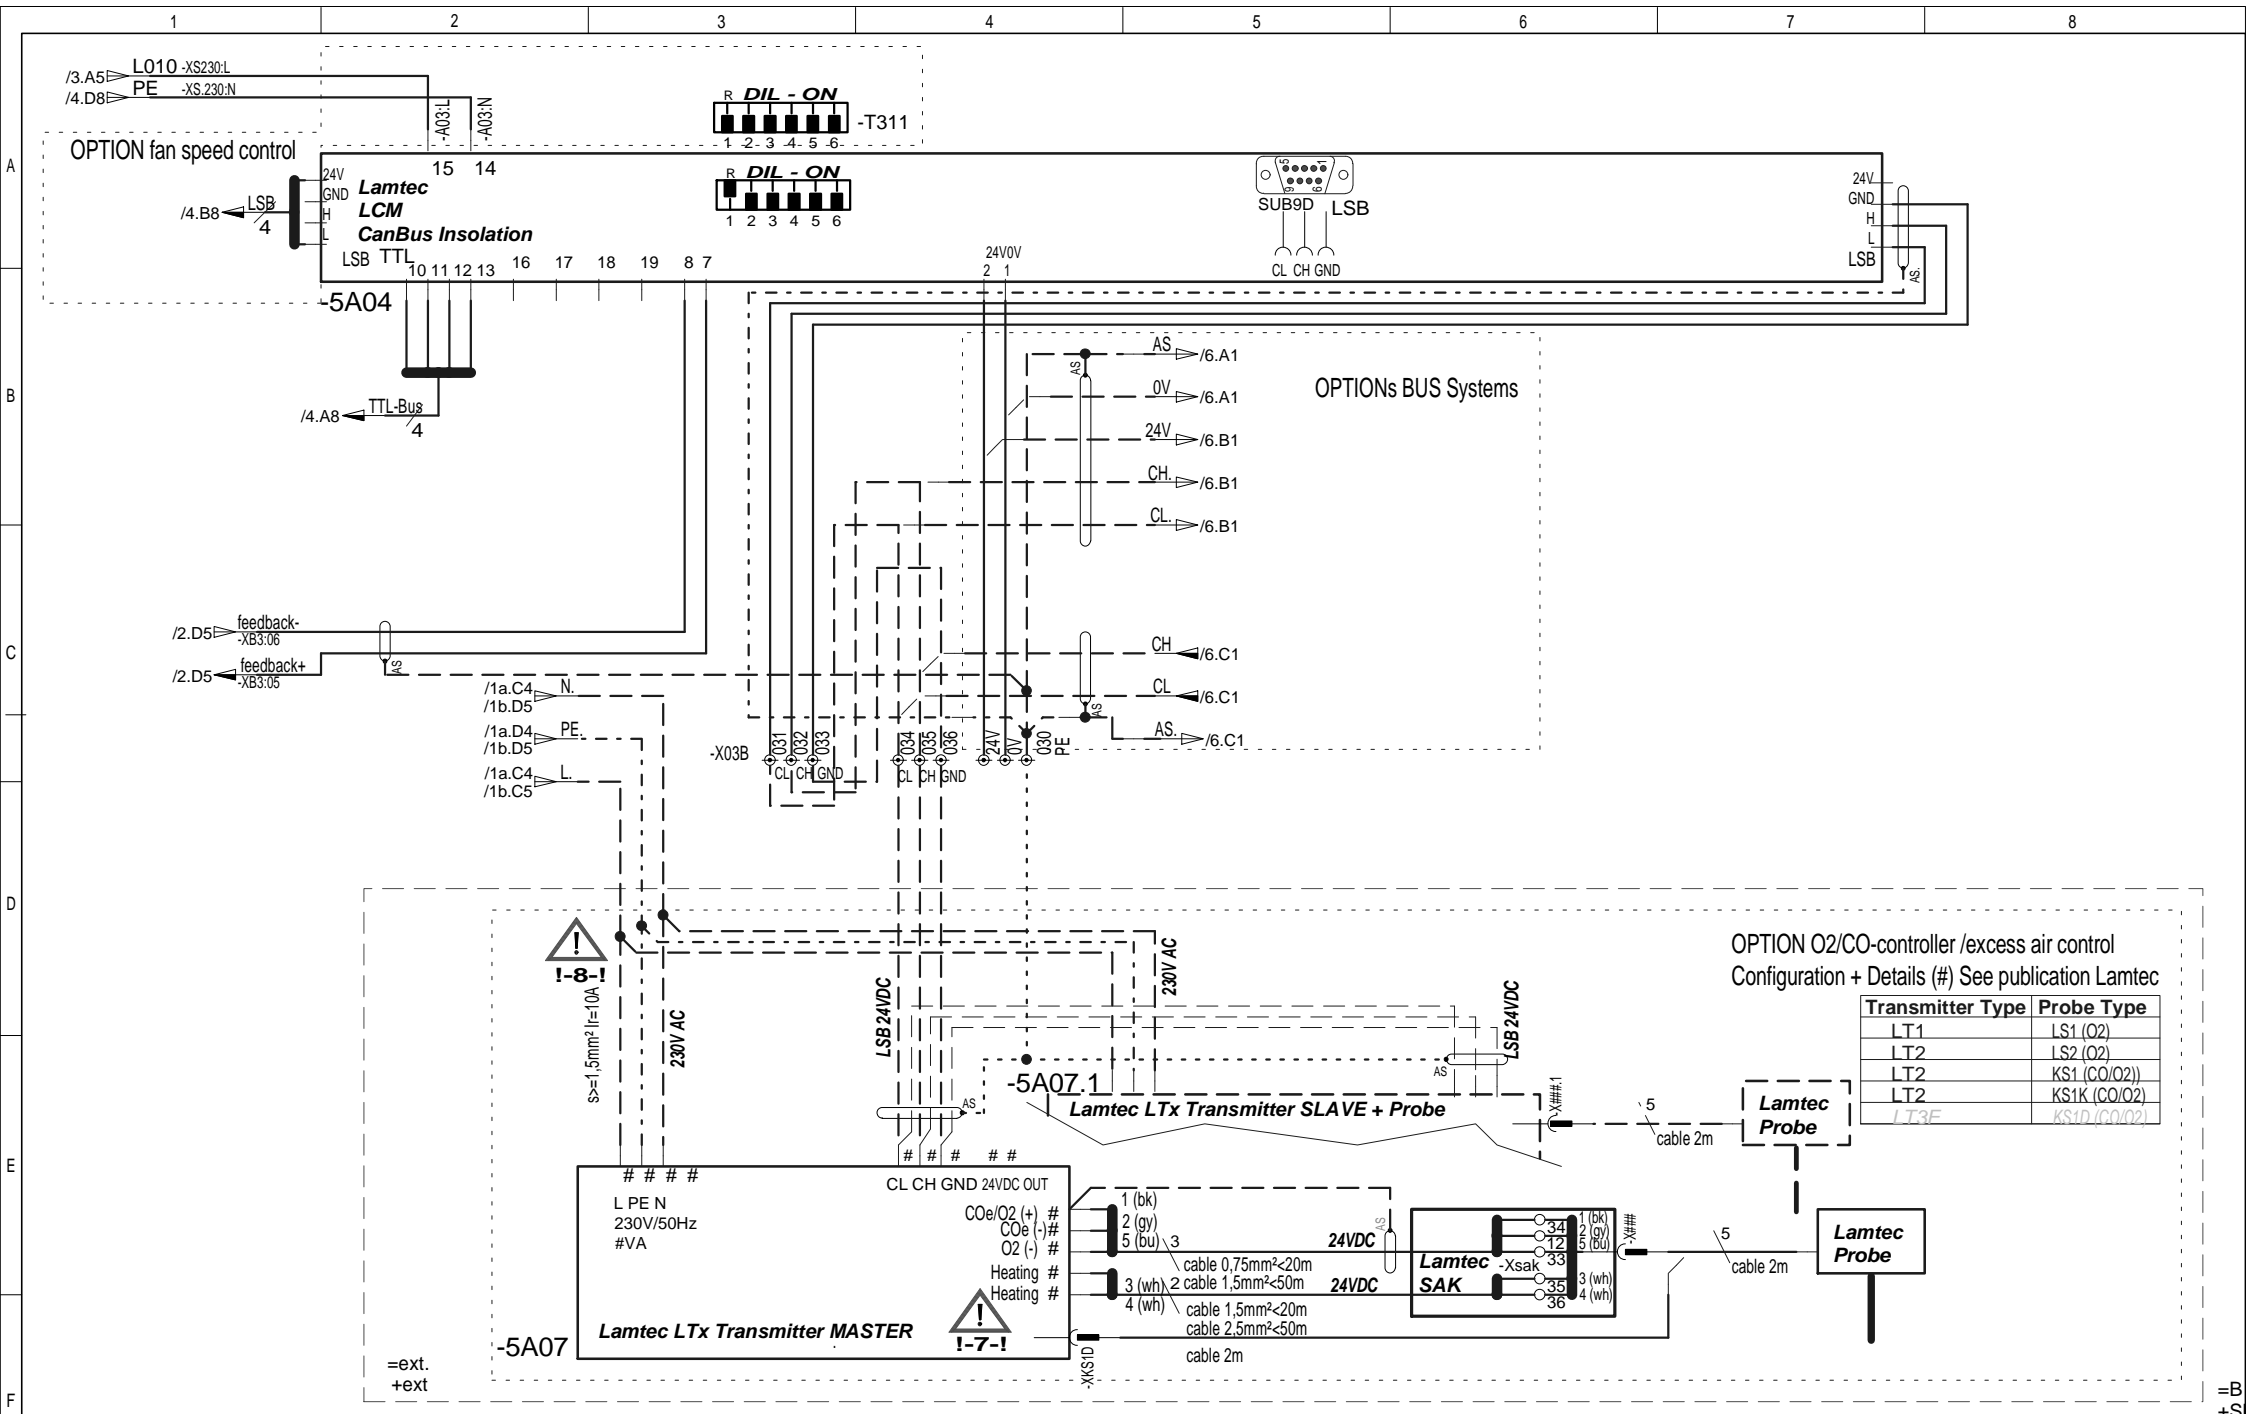 1 2 3 4 5 6 7 8
A
B
C
D
E
F
/3.A5 L010 -XS230:L
/4.D8 PE -XS.230:N
-A03:L
-A03:N
R DIL - ON
-T311
1 2 3 4 5 6
OPTION fan speed control
15 14
24V
GND
H
L
/4.B8 LSB
4
Lamtec
LCM
CanBus Insolation
LSB TTL
R DIL - ON
1 2 3 4 5 6
10 11 12 13 16 17 18 19 8 7
24V0V
2 1
5 1
9 6
SUB9D LSB
CL CH GND
24V
GND
H
L
LSB
AS.
-5A04
/4.A8 TTL-Bus
4
AS
AS /6.A1
0V /6.A1
24V /6.B1
CH. /6.B1
CL. /6.B1
OPTIONs BUS Systems
CH /6.C1
CL /6.C1
AS
AS. /6.C1
/2.D5 feedback-
-XB3:06
/2.D5 feedback+
-XB3:05
AS
/1a.C4 N.
/1b.D5
/1a.D4 PE.
/1b.D5
/1a.C4 L.
/1b.C5
-X03B
031 032 033 034 035 036 24V 0V 030 PE
CL CH GND CL CH GND
!
!-8-!
s>=1,5mm² Ir=10A
230V AC
LSB 24VDC
230V AC
LSB 24VDC
OPTION O2/CO-controller /excess air control
Configuration + Details (#) See publication Lamtec
Transmitter Type Probe Type
LT1 LS1 (O2)
LT2 LS2 (O2)
LT2 KS1 (CO/O2))
LT2 KS1K (CO/O2)
LT3F KS1D (CO/O2)
AS
AS
-5A07.1
Lamtec LTx Transmitter SLAVE + Probe
-X###.1
5
cable 2m
Lamtec
Probe
# # # #
# # # # #
L PE N
230V/50Hz
#VA
CL CH GND 24VDC OUT
COe/O2 (+) #
COe (-)#
O2 (-) #
Heating #
Heating #
1 (bk)
2 (gy)
5 (bu) 3
cable 0,75mm²<20m
3 (wh) 2 cable 1,5mm²<50m
4 (wh)
cable 1,5mm²<20m
cable 2,5mm²<50m
cable 2m
24VDC
24VDC
AS
Lamtec
SAK
-Xsak
34
12
33
35
36
1 (bk)
2 (gy)
5 (bu)
3 (wh)
4 (wh)
-X###
5
cable 2m
Lamtec
Probe
-5A07
Lamtec LTx Transmitter MASTER
!
!-7-!
-XKS1D
=ext.
+ext
=B